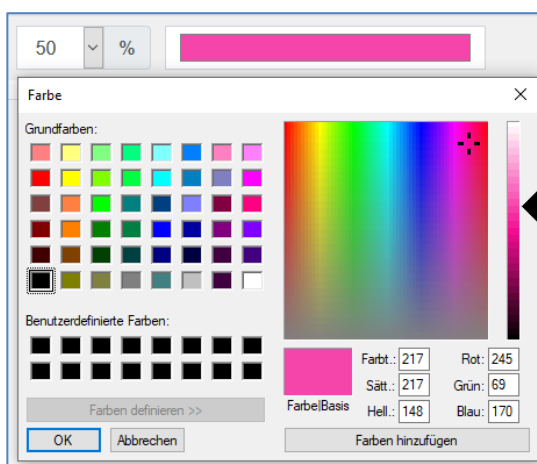 50 %
Farbe
Grundfarben:
Benutzerdefinierte Farben:
Farben definieren >>
OK Abbrechen
Farbe|Basis
Farbt.: 217 Rot: 245
Sätt.: 217 Grün: 69
Hell.: 148 Blau: 170
Farben hinzufügen